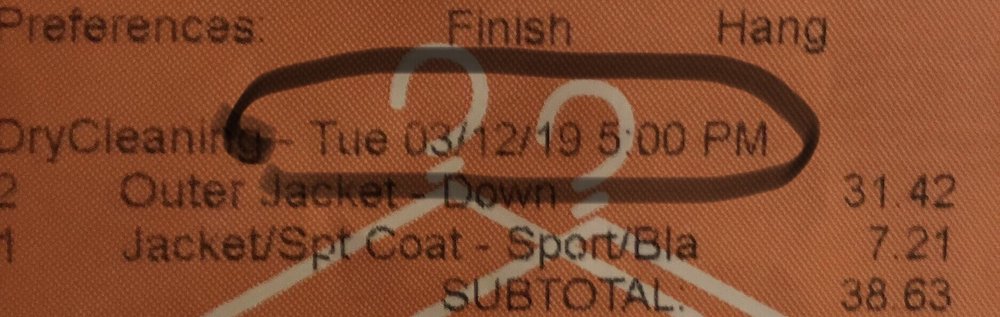 Preferences: Finish Hang
DryCleaning - Tue 03/12/19 5:00 PM
2 Outer Jacket - Down 31.42
1 Jacket/Spt Coat - Sport/Bla 7.21
SUBTOTAL: 38.63